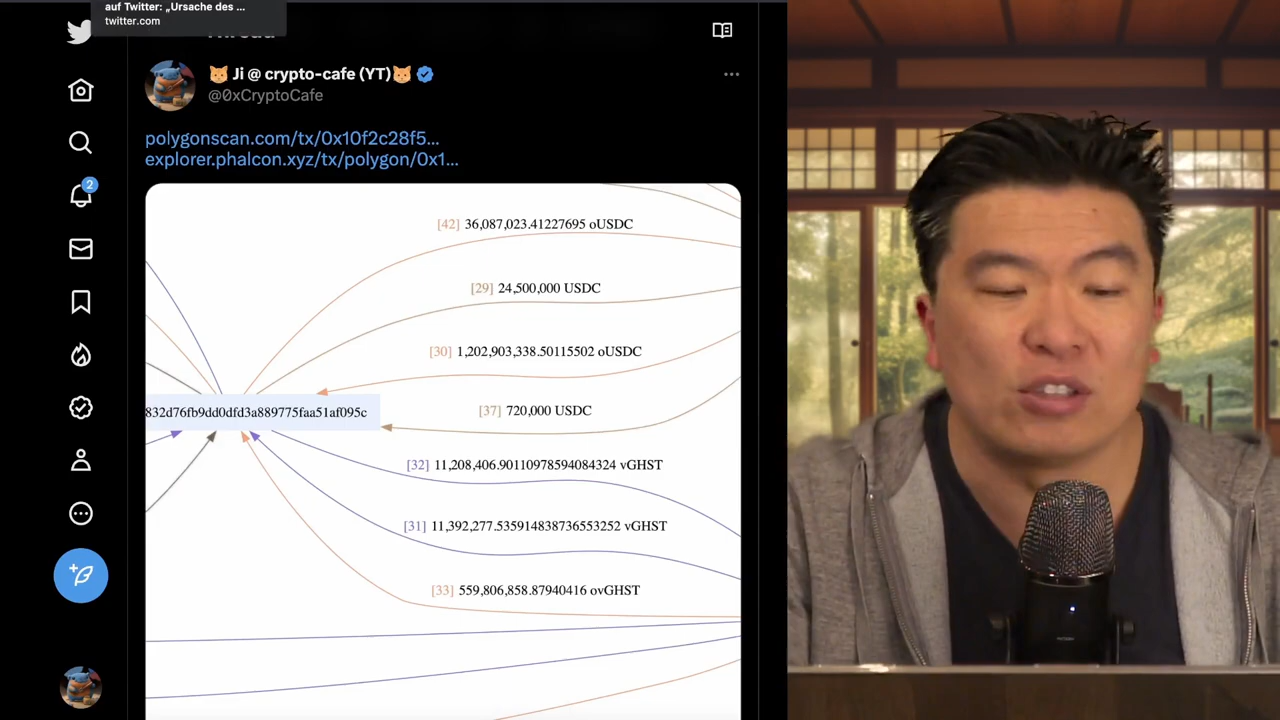 auf Twitter: „Ursache des ...
twitter.com
Thread
Ji @ crypto-cafe (YT)
@0xCryptoCafe
polygonscan.com/tx/0x10f2c28f5...
explorer.phalcon.xyz/tx/polygon/0x1...
2
[42] 36,087,023.41227695 oUSDC
[29] 24,500,000 USDC
[30] 1,202,903,338.50115502 oUSDC
[37] 720,000 USDC
832d76fb9dd0dfd3a889775faa51af095c
[32] 11,208,406.90110978594084324 vGHST
[31] 11,392,277.535914838736553252 vGHST
[33] 559,806,858.87940416 ovGHST